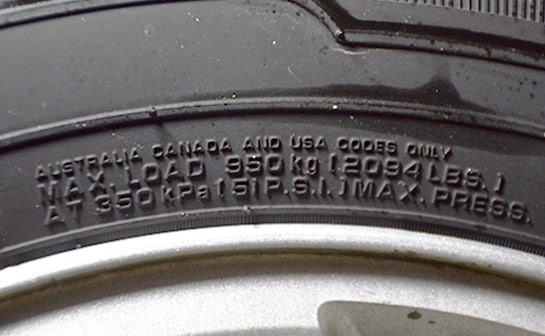 AUSTRALIA CANADA AND USA CODES ONLY
MAX. LOAD 950 kg (2094 LBS.)
AT 350 kPa (51 P.S.I.) MAX. PRESS.